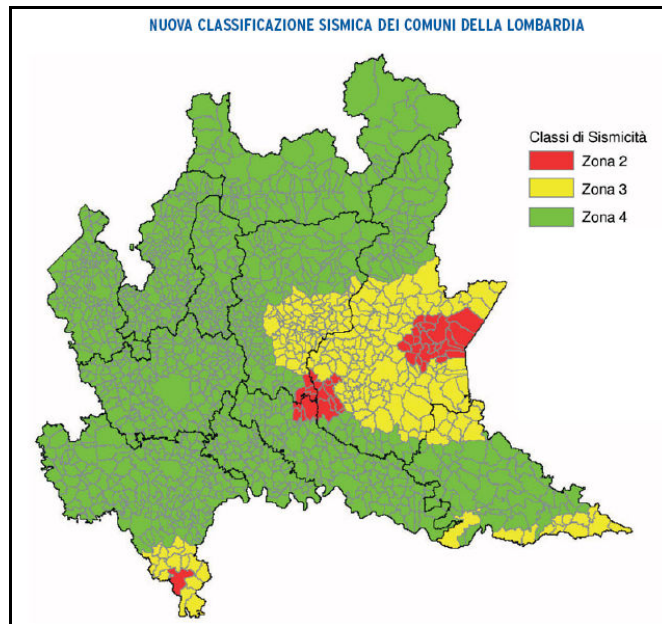 NUOVA CLASSIFICAZIONE SISMICA DEI COMUNI DELLA LOMBARDIA
Classi di Sismicità
Zona 2
Zona 3
Zona 4